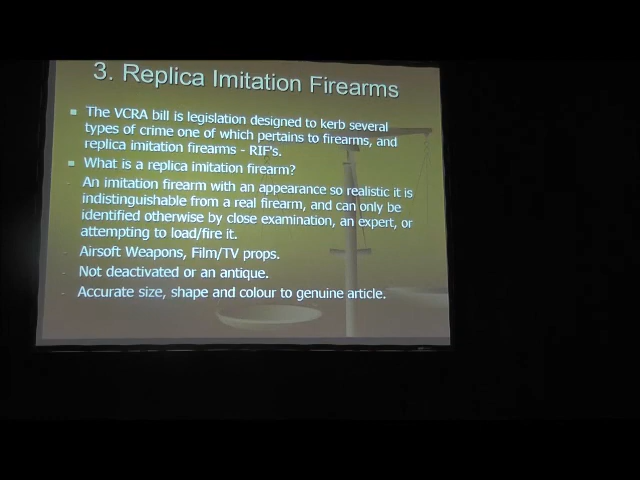 3. Replica Imitation Firearms
The VCRA bill is legislation designed to kerb several
types of crime one of which pertains to firearms, and
replica imitation firearms - RIF's.
What is a replica imitation firearm?
- An imitation firearm with an appearance so realistic it is
indistinguishable from a real firearm, and can only be
identified otherwise by close examination, an expert, or
attempting to load/fire it.
- Airsoft Weapons, Film/TV props.
- Not deactivated or an antique.
- Accurate size, shape and colour to genuine article.